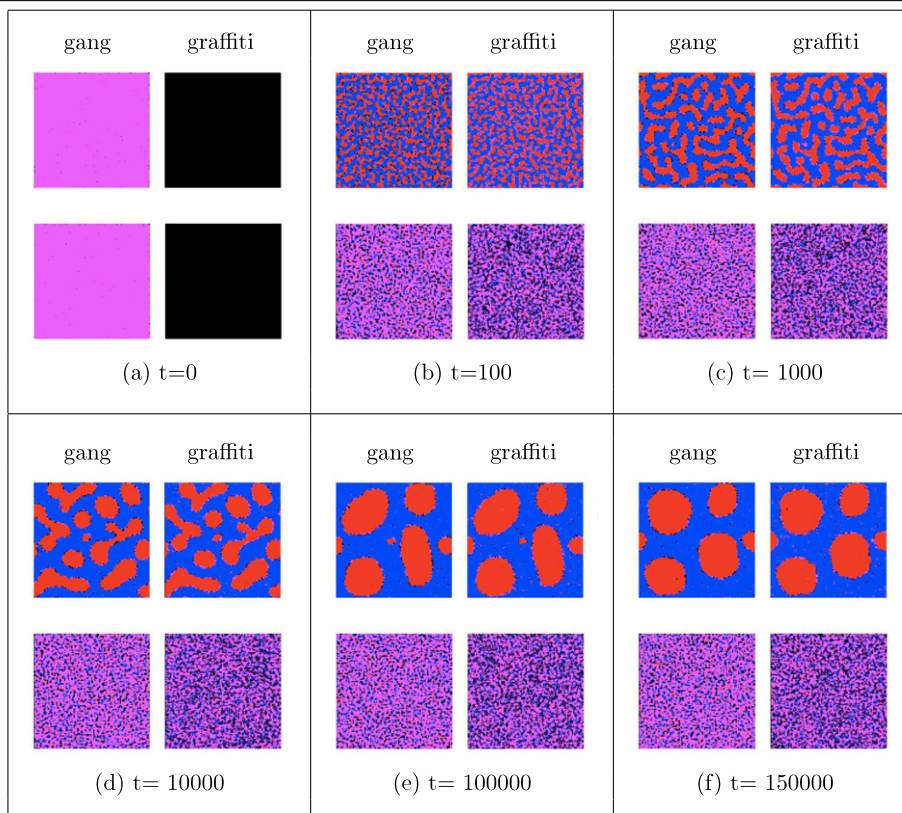 gang graffiti
gang graffiti
gang graffiti
(a) t=0
(b) t=100
(c) t= 1000
gang graffiti
gang graffiti
gang graffiti
(d) t= 10000
(e) t= 100000
(f) t= 150000